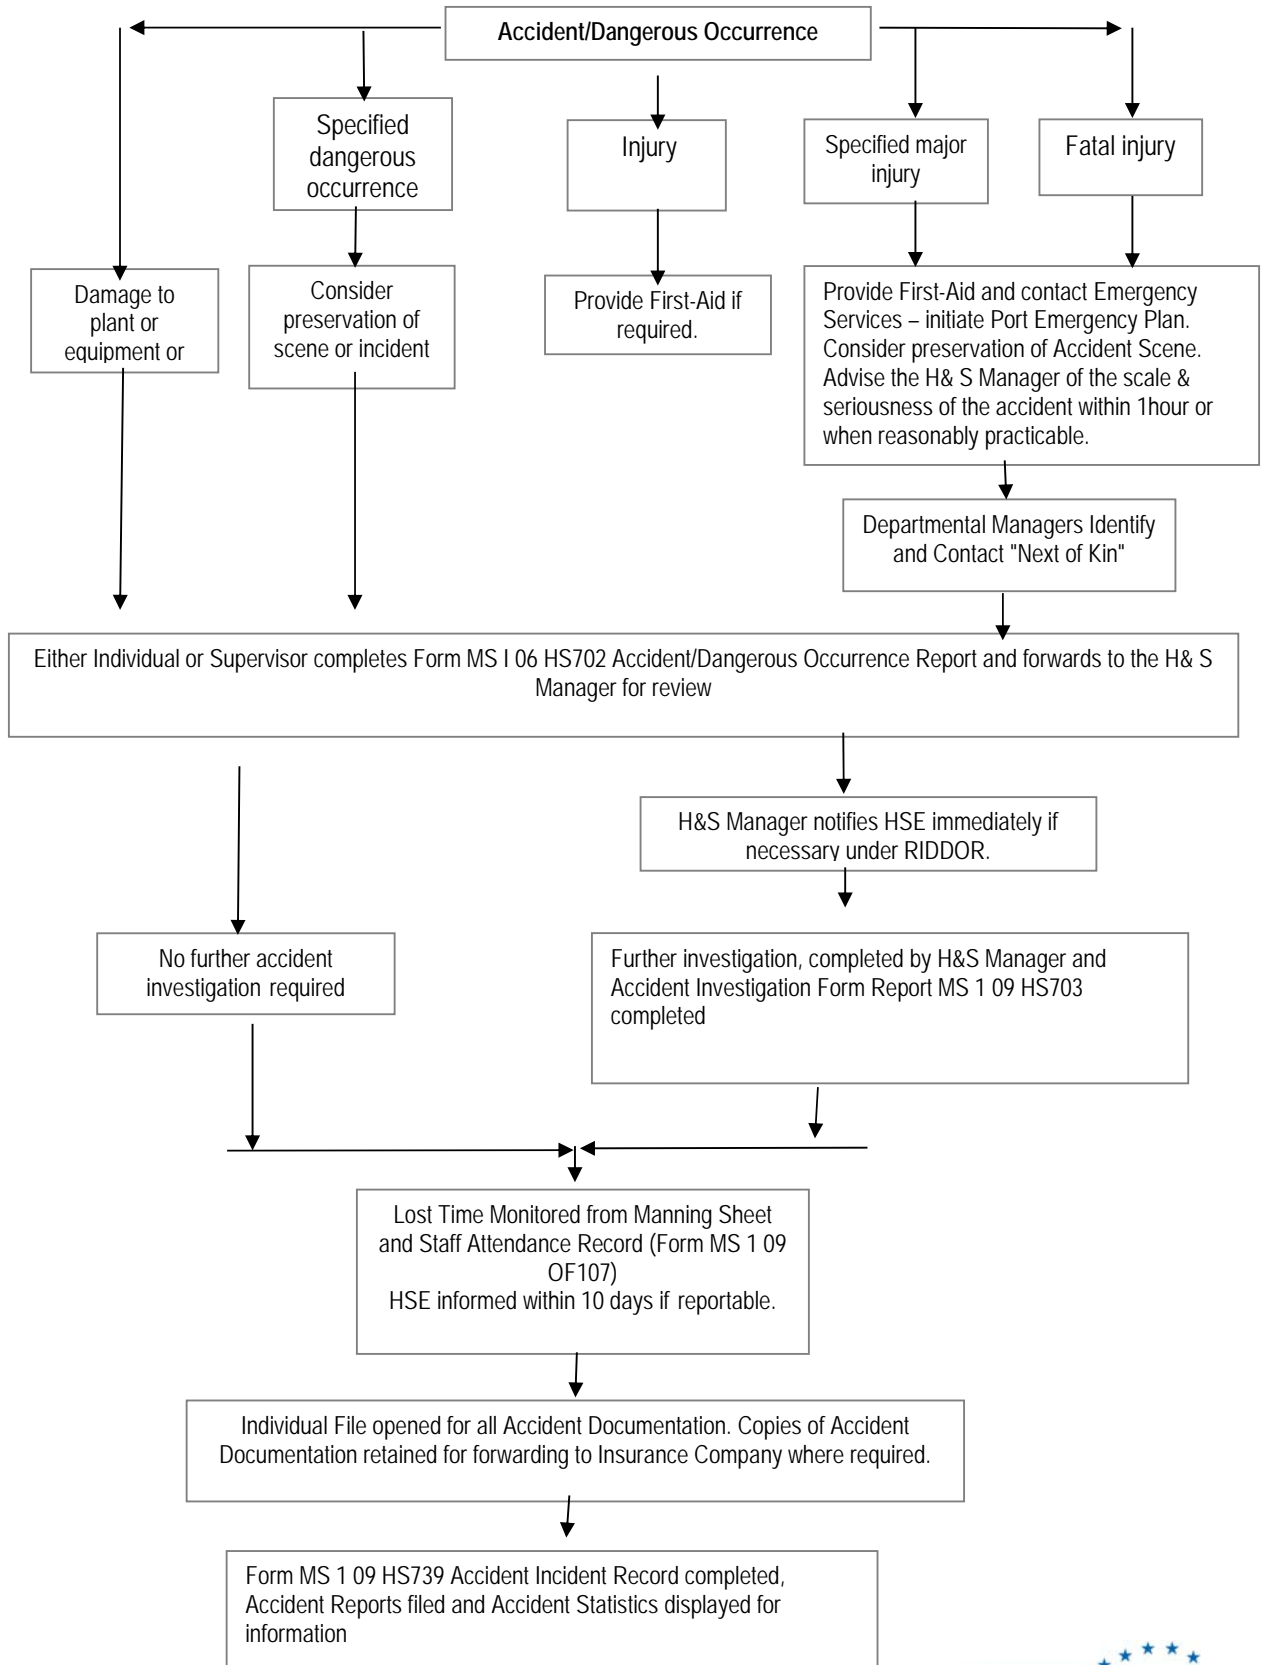 Accident/Dangerous Occurrence
Specified
dangerous
occurrence
Injury
Specified major
injury
Fatal injury
Damage to
plant or
equipment or
Consider
preservation of
scene or incident
Provide First-Aid if
required.
Provide First-Aid and contact Emergency
Services – initiate Port Emergency Plan.
Consider preservation of Accident Scene.
Advise the H& S Manager of the scale &
seriousness of the accident within 1hour or
when reasonably practicable.
Departmental Managers Identify
and Contact "Next of Kin"
Either Individual or Supervisor completes Form MS I 06 HS702 Accident/Dangerous Occurrence Report and forwards to the H& S
Manager for review
H&S Manager notifies HSE immediately if
necessary under RIDDOR.
No further accident
investigation required
Further investigation, completed by H&S Manager and
Accident Investigation Form Report MS 1 09 HS703
completed
Lost Time Monitored from Manning Sheet
and Staff Attendance Record (Form MS 1 09
OF107)
HSE informed within 10 days if reportable.
Individual File opened for all Accident Documentation. Copies of Accident
Documentation retained for forwarding to Insurance Company where required.
Form MS 1 09 HS739 Accident Incident Record completed,
Accident Reports filed and Accident Statistics displayed for
information